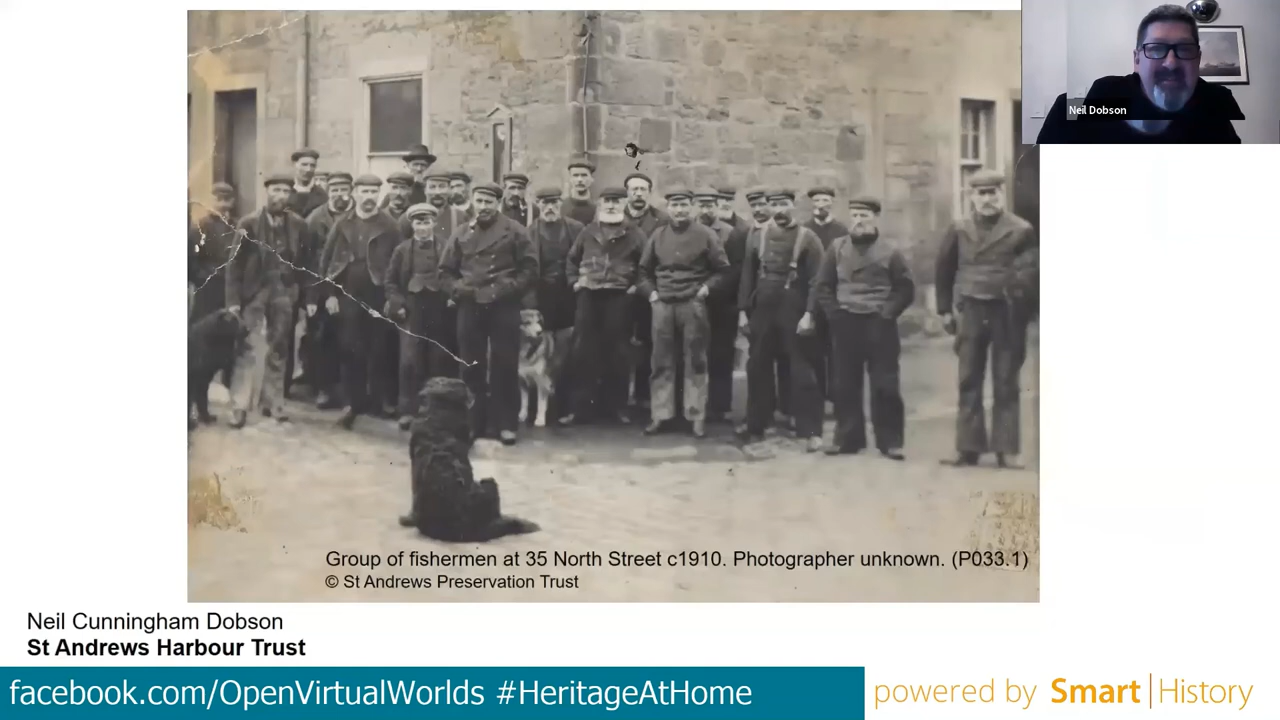 Neil Dobson
Group of fishermen at 35 North Street c1910. Photographer unknown. (P033.1)
© St Andrews Preservation Trust
Neil Cunningham Dobson
St Andrews Harbour Trust
facebook.com/OpenVirtualWorlds #HeritageAtHome
powered by Smart|History